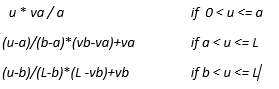 u * va / a if 0 < u <= a
(u-a)/(b-a)*(vb-va)+va if a < u <= L
(u-b)/(L-b)*(L -vb)+vb if b < u <= L